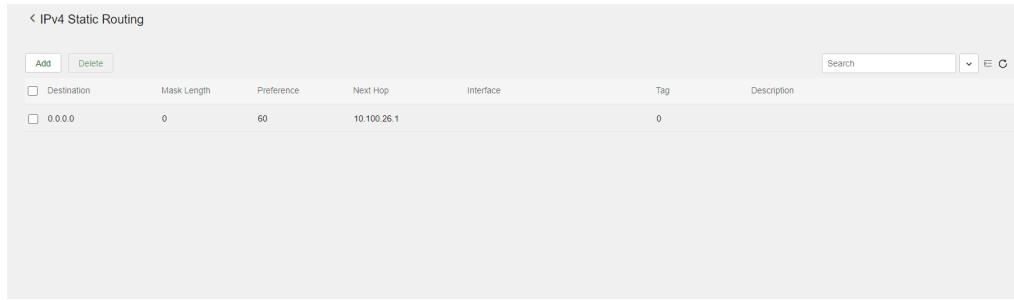 IPv4 Static Routing
Add Delete Search
Destination Mask Length Preference Next Hop Interface Tag Description
0.0.0.0 0 60 10.100.26.1 0